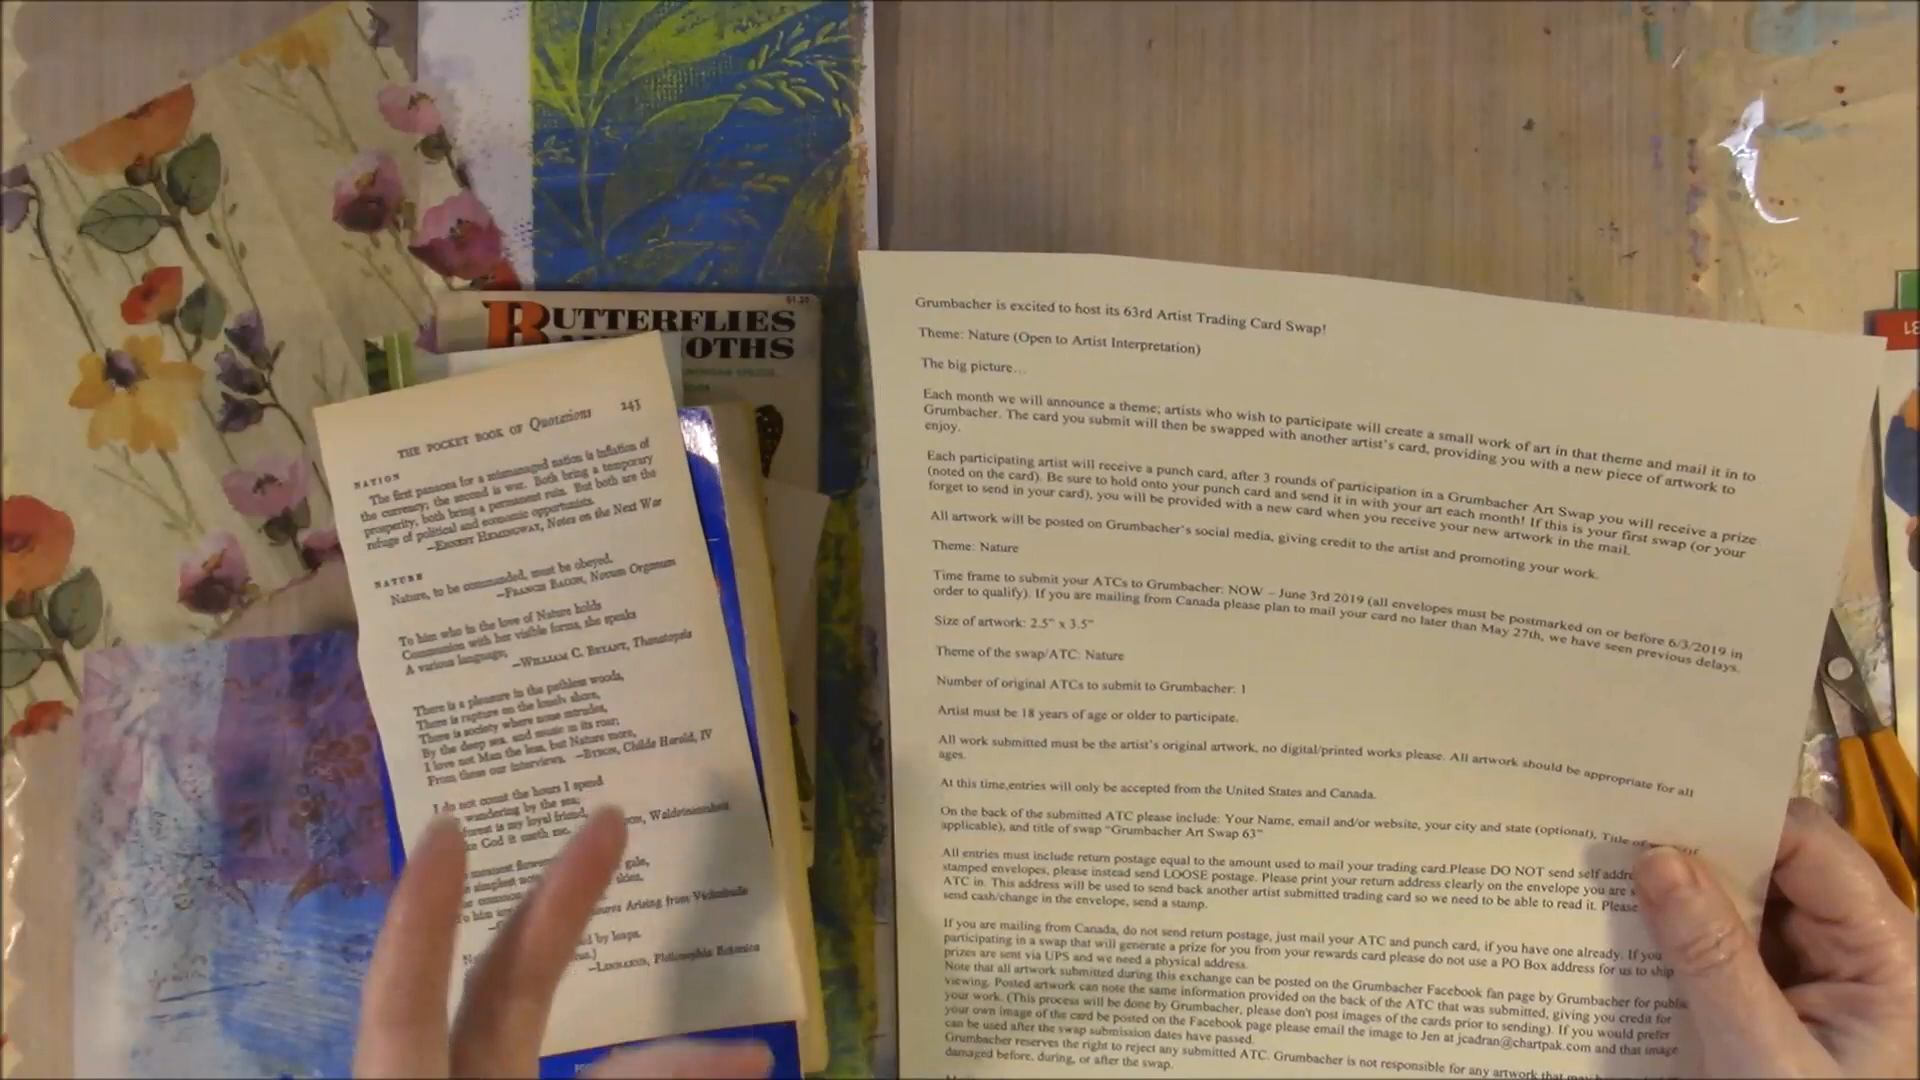 BUTTERFLIES
MOTHS
$1.25
THE POCKET BOOK OF Quotations 243
NATION
The first panacea for a mismanaged nation is inflation of
the currency; the second is war. Both bring a temporary
prosperity; both bring a permanent ruin. But both are the
refuge of political and economic opportunists.
—ERNEST HEMINGWAY, Notes on the Next War
NATURE
Nature, to be commanded, must be obeyed.
—FRANCIS BACON, Novum Organum
To him who in the love of Nature holds
Communion with her visible forms, she speaks
A various language;
—WILLIAM C. BRYANT, Thanatopsis
There is a pleasure in the pathless woods,
There is rapture on the lonely shore,
There is society where none intrudes,
By the deep sea, and music in its roar;
I love not Man the less, but Nature more,
From these our interviews. —BYRON, Childe Harold, IV
I do not count the hours I spend
wandering by the sea;
forest is my loyal friend,
God it useth me. Waldeinsamkeit
gale,
skies,
Arising from Vicissitude
by leaps.
—LINNAEUS, Philosophia Botanica
Grumbacher is excited to host its 63rd Artist Trading Card Swap!
Theme: Nature (Open to Artist Interpretation)
The big picture…
Each month we will announce a theme; artists who wish to participate will create a small work of art in that theme and mail it in to
Grumbacher. The card you submit will then be swapped with another artist's card, providing you with a new piece of artwork to
enjoy.
Each participating artist will receive a punch card, after 3 rounds of participation in a Grumbacher Art Swap you will receive a prize
(noted on the card). Be sure to hold onto your punch card and send it in with your art each month! If this is your first swap (or your
forget to send in your card), you will be provided with a new card when you receive your new artwork in the mail.
All artwork will be posted on Grumbacher's social media, giving credit to the artist and promoting your work.
Theme: Nature
Time frame to submit your ATCs to Grumbacher: NOW – June 3rd 2019 (all envelopes must be postmarked on or before 6/3/2019 in
order to qualify). If you are mailing from Canada please plan to mail your card no later than May 27th, we have seen previous delays.
Size of artwork: 2.5" x 3.5"
Theme of the swap/ATC: Nature
Number of original ATCs to submit to Grumbacher: 1
Artist must be 18 years of age or older to participate.
All work submitted must be the artist's original artwork, no digital/printed works please. All artwork should be appropriate for all
ages.
At this time,entries will only be accepted from the United States and Canada.
On the back of the submitted ATC please include: Your Name, email and/or website, your city and state (optional), Title of
applicable), and title of swap "Grumbacher Art Swap 63"
All entries must include return postage equal to the amount used to mail your trading card.Please DO NOT send self
stamped envelopes, please instead send LOOSE postage. Please print your return address clearly on the envelope you are
ATC in. This address will be used to send back another artist submitted trading card so we need to be able to read it. Please
send cash/change in the envelope, send a stamp.
If you are mailing from Canada, do not send return postage, just mail your ATC and punch card, if you have one already. If you
participating in a swap that will generate a prize for you from your rewards card please do not use a PO Box address for us to ship
prizes are sent via UPS and we need a physical address.
Note that all artwork submitted during this exchange can be posted on the Grumbacher Facebook fan page by Grumbacher for public
viewing. Posted artwork can note the same information provided on the back of the ATC that was submitted, giving you credit for
your work. (This process will be done by Grumbacher, please don't post images of the cards prior to sending). If you would prefer
your own image of the card be posted on the Facebook page please email the image to Jen at jcadran@chartpak.com and that image
can be used after the swap submission dates have passed.
Grumbacher reserves the right to reject any submitted ATC. Grumbacher is not responsible for any artwork that may
damaged before, during, or after the swap.